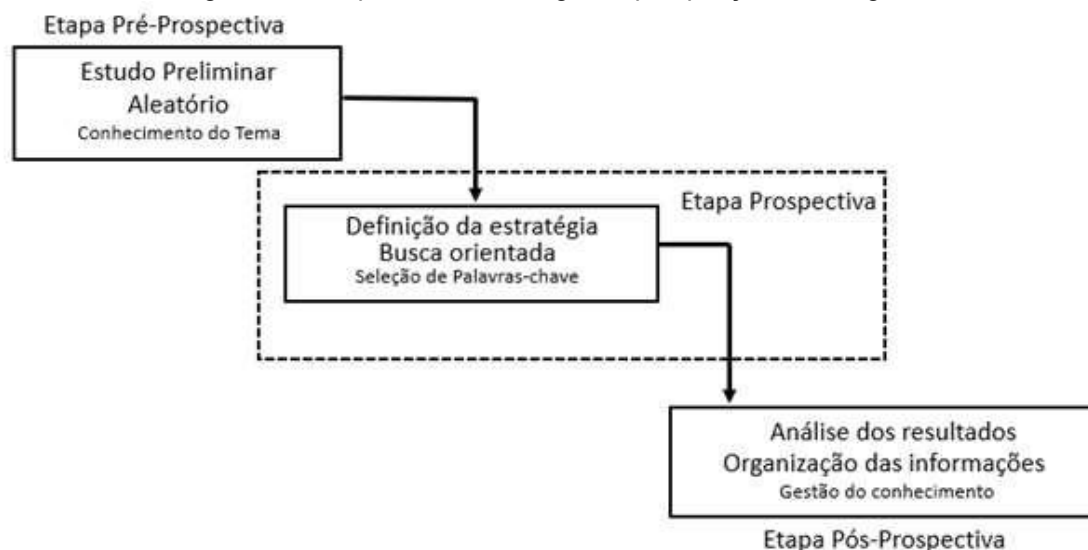 Etapa Pré-Prospectiva
Estudo Preliminar
Aleatório
Conhecimento do Tema
Etapa Prospectiva
Definição da estratégia
Busca orientada
Seleção de Palavras-chave
Análise dos resultados
Organização das informações
Gestão do conhecimento
Etapa Pós-Prospectiva